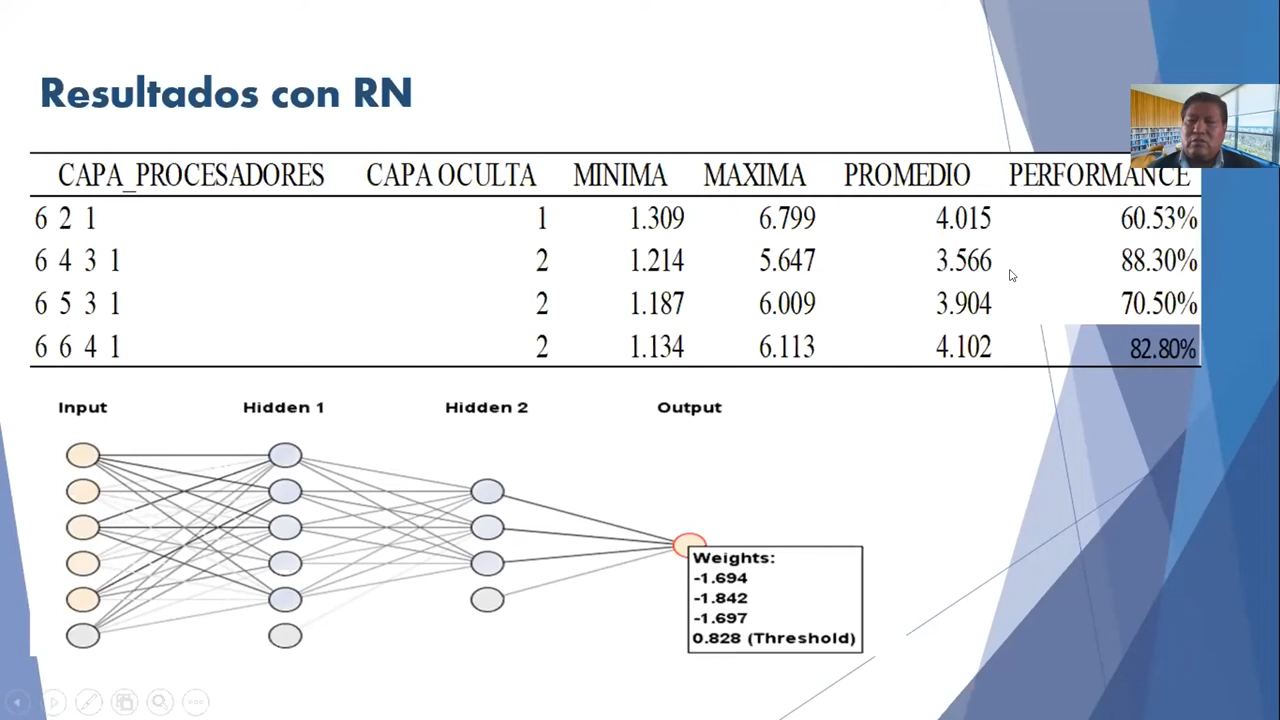 Resultados con RN
CAPA_PROCESADORES CAPA OCULTA MINIMA MAXIMA PROMEDIO PERFORMANCE
6 2 1 1 1.309 6.799 4.015 60.53%
6 4 3 1 2 1.214 5.647 3.566 88.30%
6 5 3 1 2 1.187 6.009 3.904 70.50%
6 6 4 1 2 1.134 6.113 4.102 82.80%
Input Hidden 1 Hidden 2 Output
Weights:
-1.694
-1.842
-1.697
0.828 (Threshold)